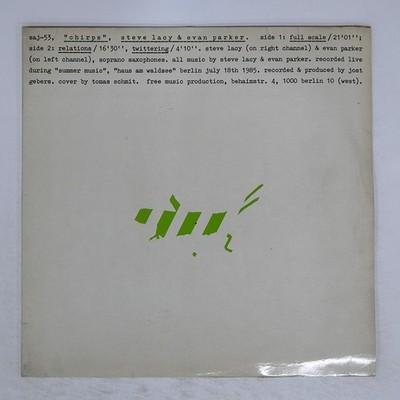 saj-53, "chirps", steve lacy & evan parker. side 1: full scale/21'01'';
side 2: relations/16'30'', twittering/4'10''. steve lacy (on right channel) & evan parker
(on left channel), soprano saxophones. all music by steve lacy & evan parker. recorded live
during "summer music", "haus am waldsee" berlin july 18th 1985. recorded & produced by jost
gebers. cover by tomas schmit. free music production, behaimstr. 4, 1000 berlin 10 (west).